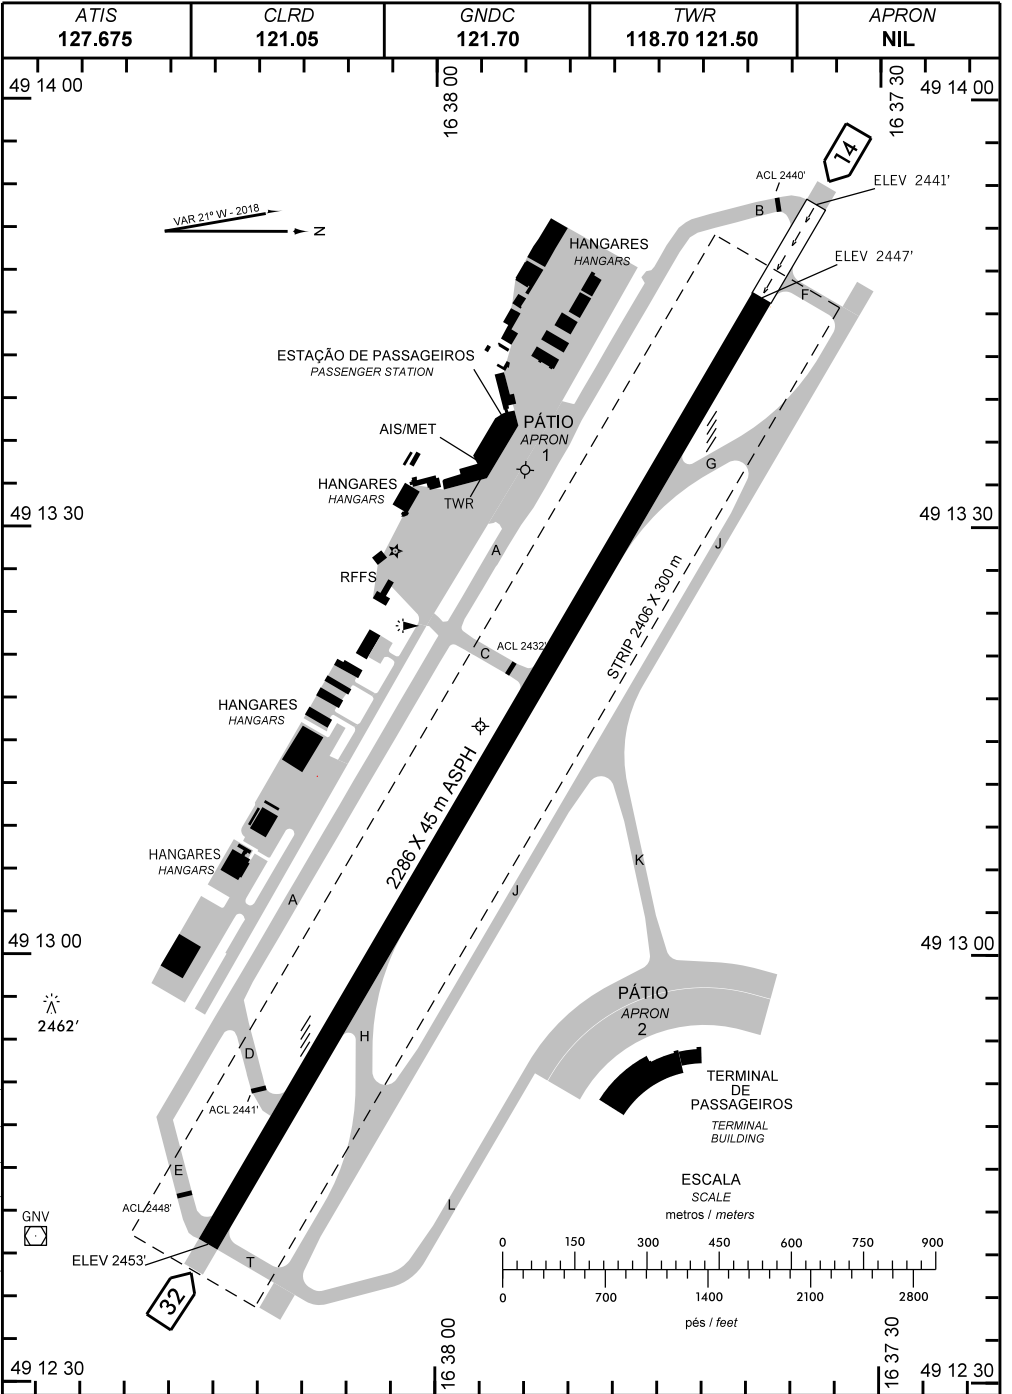 ATIS
127.675
CLRD
121.05
GNDC
121.70
TWR
118.70 121.50
APRON
NIL
49 14 00
16 38 00
16 37 30
49 14 00
14
ACL 2440'
ELEV 2441'
VAR 21º W - 2018
N
B
HANGARES
HANGARS
ELEV 2447'
F
ESTAÇÃO DE PASSAGEIROS
PASSENGER STATION
AIS/MET
PÁTIO
APRON
1
G
HANGARES
HANGARS
TWR
49 13 30
49 13 30
A
J
RFFS
STRIP 2406 X 300 m
C
ACL 2432'
HANGARES
HANGARS
2286 X 45 m ASPH
HANGARES
HANGARS
K
J
A
49 13 00
49 13 00
PÁTIO
APRON
2
2462'
H
D
TERMINAL
DE
PASSAGEIROS
TERMINAL
BUILDING
ACL 2441'
E
ESCALA
SCALE
metros / meters
ACL 2448'
L
GNV
0 150 300 450 600 750 900
ELEV 2453'
T
0 700 1400 2100 2800
32
pés / feet
49 12 30
16 38 00
16 37 30
49 12 30